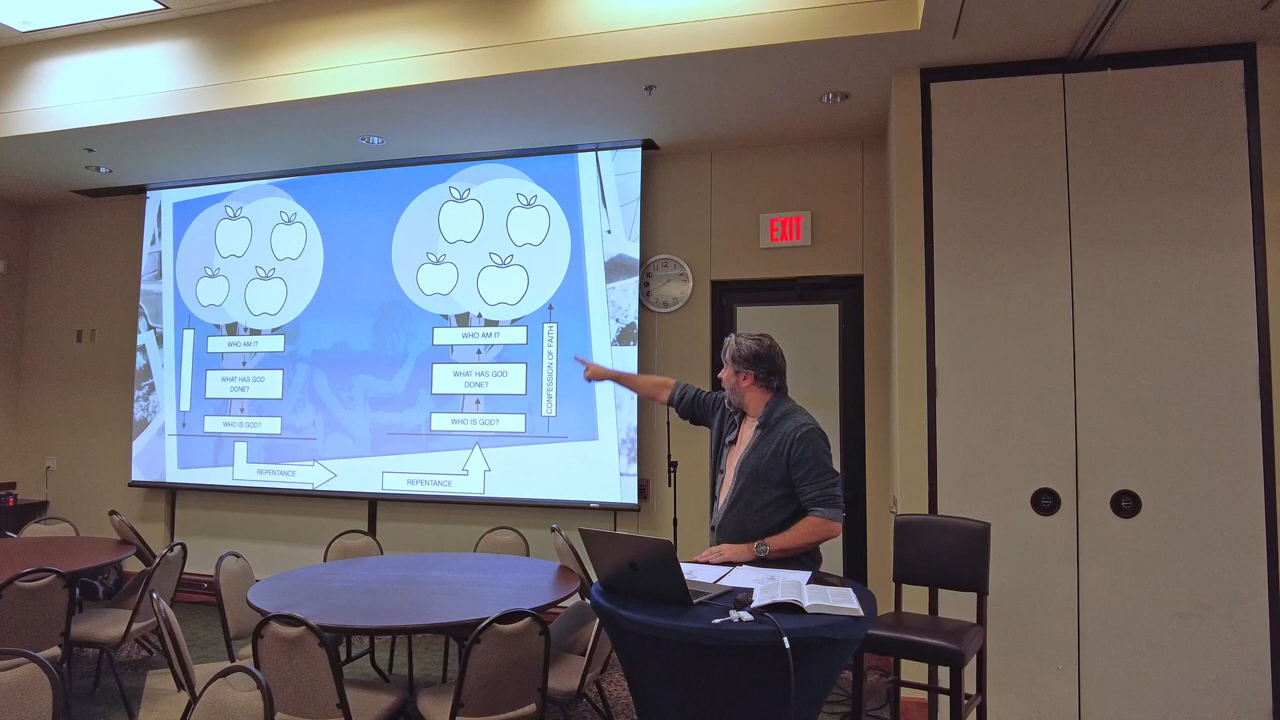 WHO AM I?
WHAT HAS GOD
DONE?
WHO IS GOD?
REPENTANCE
WHO AM I?
WHAT HAS GOD
DONE?
WHO IS GOD?
CONFESSION OF FAITH
REPENTANCE
EXIT